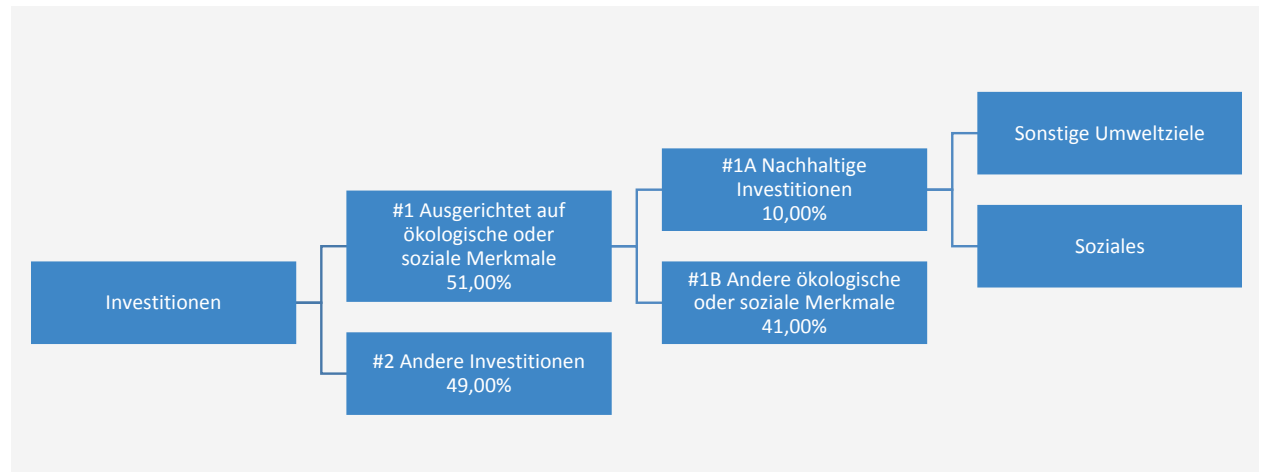 Investitionen
#1 Ausgerichtet auf
ökologische oder
soziale Merkmale
51,00%
#2 Andere Investitionen
49,00%
#1A Nachhaltige
Investitionen
10,00%
#1B Andere ökologische
oder soziale Merkmale
41,00%
Sonstige Umweltziele
Soziales